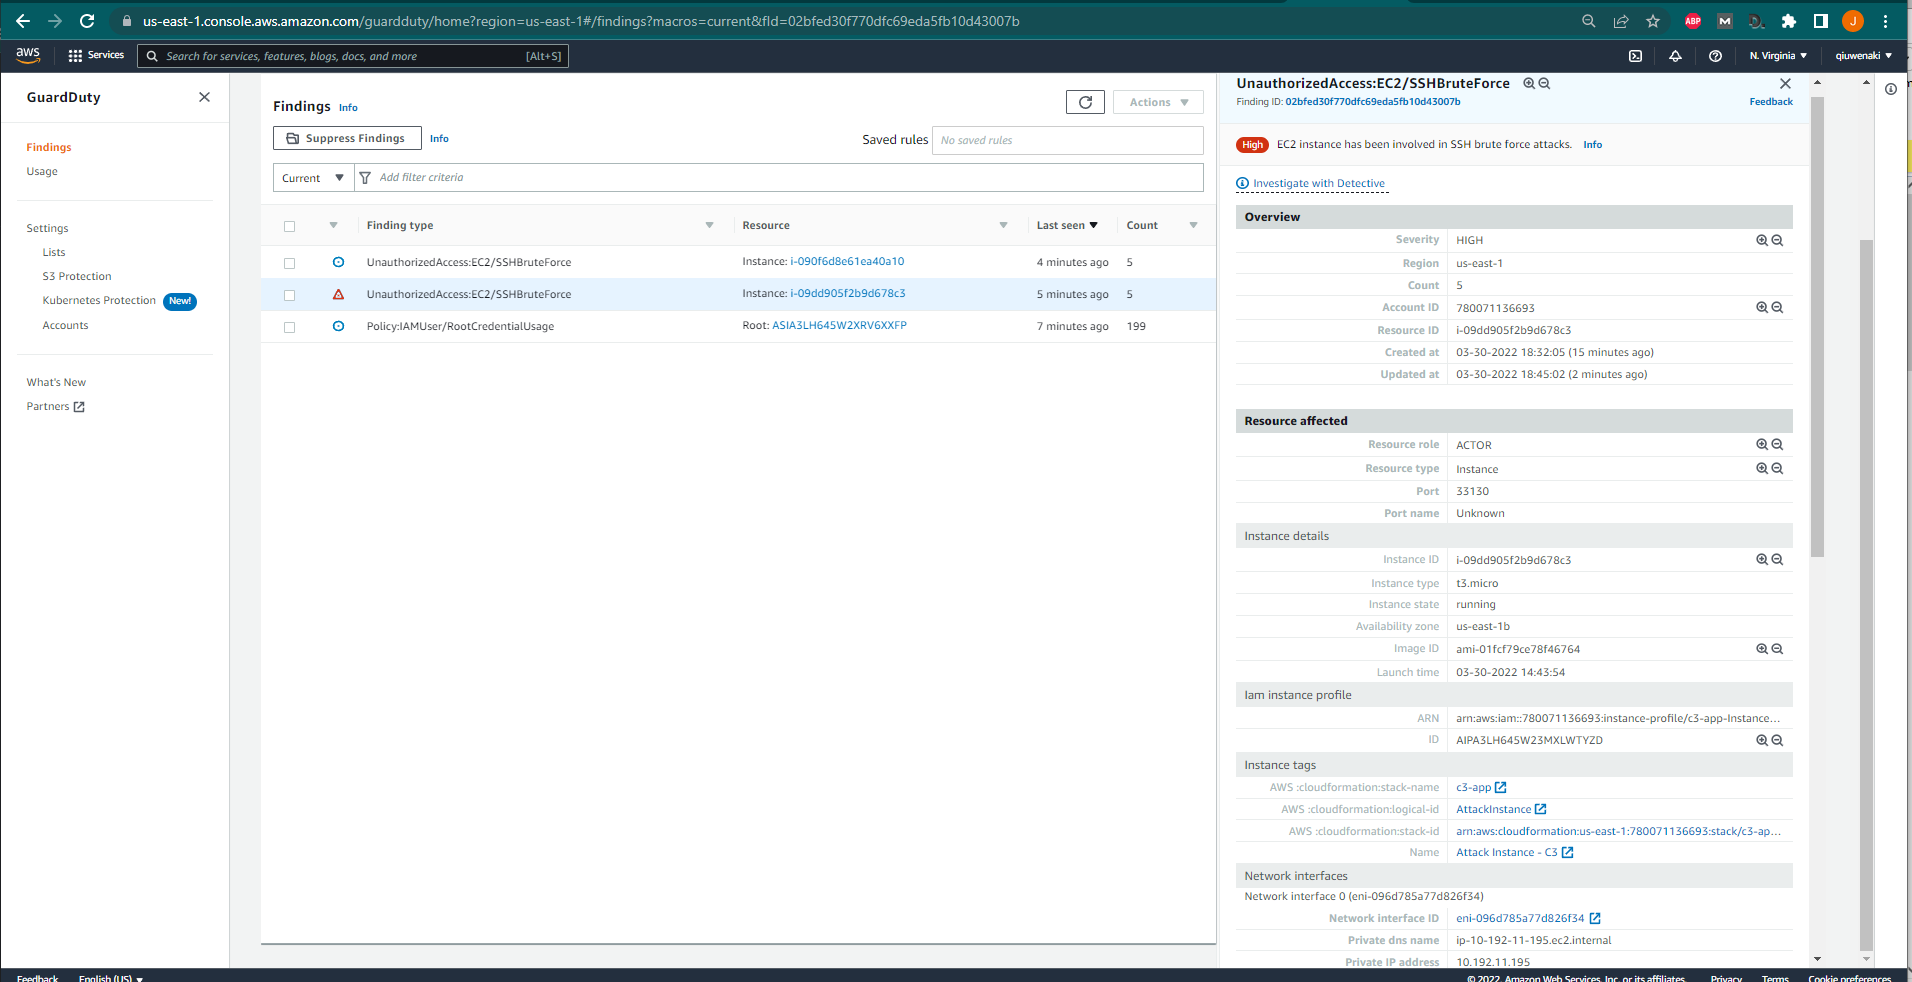 us-east-1.console.aws.amazon.com/guardduty/home?region=us-east-1#/findings?macros=current&fId=02bfed30f770dfc69eda5fb10d43007b
ABP M J
aws Services Search for services, features, blogs, docs, and more [Alt+S] N. Virginia ▼ qiuwenaki ▼
GuardDuty
Findings
Usage
Settings
Lists
S3 Protection
Kubernetes Protection New!
Accounts
What's New
Partners
Findings Info
Actions ▼
Suppress Findings Info
Saved rules No saved rules
Current ▼ Add filter criteria
Finding type Resource Last seen ▼ Count
UnauthorizedAccess:EC2/SSHBruteForce Instance: i-090f6d8e61ea40a10 4 minutes ago 5
UnauthorizedAccess:EC2/SSHBruteForce Instance: i-09dd905f2b9d678c3 5 minutes ago 5
Policy:IAMUser/RootCredentialUsage Root: ASIA3LH645W2XRV6XXFP 7 minutes ago 199
UnauthorizedAccess:EC2/SSHBruteForce
Finding ID: 02bfed30f770dfc69eda5fb10d43007b Feedback
High EC2 instance has been involved in SSH brute force attacks. Info
Investigate with Detective
Overview
Severity HIGH
Region us-east-1
Count 5
Account ID 780071136693
Resource ID i-09dd905f2b9d678c3
Created at 03-30-2022 18:32:05 (15 minutes ago)
Updated at 03-30-2022 18:45:02 (2 minutes ago)
Resource affected
Resource role ACTOR
Resource type Instance
Port 33130
Port name Unknown
Instance details
Instance ID i-09dd905f2b9d678c3
Instance type t3.micro
Instance state running
Availability zone us-east-1b
Image ID ami-01fcf79ce78f46764
Launch time 03-30-2022 14:43:54
Iam instance profile
ARN arn:aws:iam::780071136693:instance-profile/c3-app-Instance...
ID AIPA3LH645W23MXLWTYZD
Instance tags
AWS :cloudformation:stack-name c3-app
AWS :cloudformation:logical-id AttackInstance
AWS :cloudformation:stack-id arn:aws:cloudformation:us-east-1:780071136693:stack/c3-ap...
Name Attack Instance - C3
Network interfaces
Network interface 0 (eni-096d785a77d826f34)
Network interface ID eni-096d785a77d826f34
Private dns name ip-10-192-11-195.ec2.internal
Private IP address 10.192.11.195
Feedback English (US) ▼ © 2022, Amazon Web Services, Inc. or its affiliates. Privacy Terms Cookie preferences